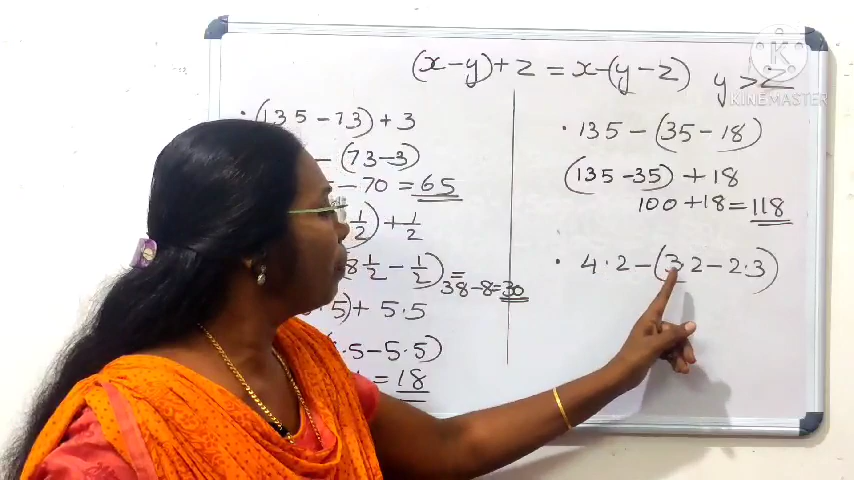 (x-y)+z = x-(y-z) y>z
KINEMASTER
· (135 -73) + 3
- (73-3)
- 70 = 65
1/2) + 1/2
8 1/2 - 1/2) =
38-8=30
5) + 5·5
·5 - 5·5)
= 18
· 135 - (35 - 18)
(135 -35) + 18
100 +18 = 118
· 4·2 - (3·2 - 2·3)